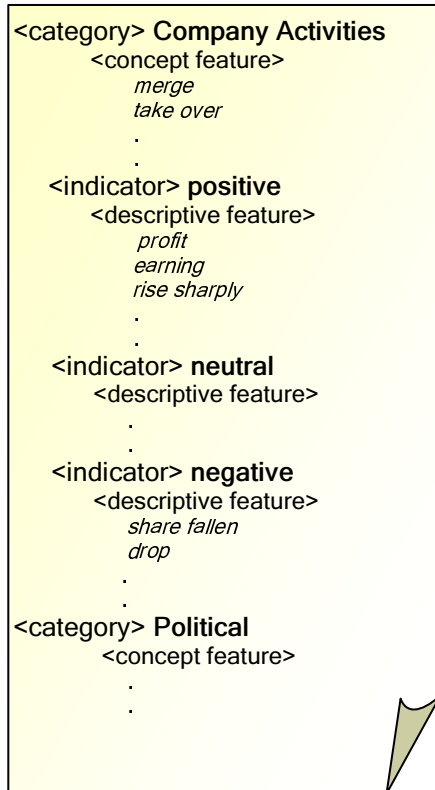 <category> Company Activities
<concept feature>
merge
take over
.
.
<indicator> positive
<descriptive feature>
profit
earning
rise sharply
.
.
<indicator> neutral
<descriptive feature>
.
.
<indicator> negative
<descriptive feature>
share fallen
drop
.
.
<category> Political
<concept feature>
.
.